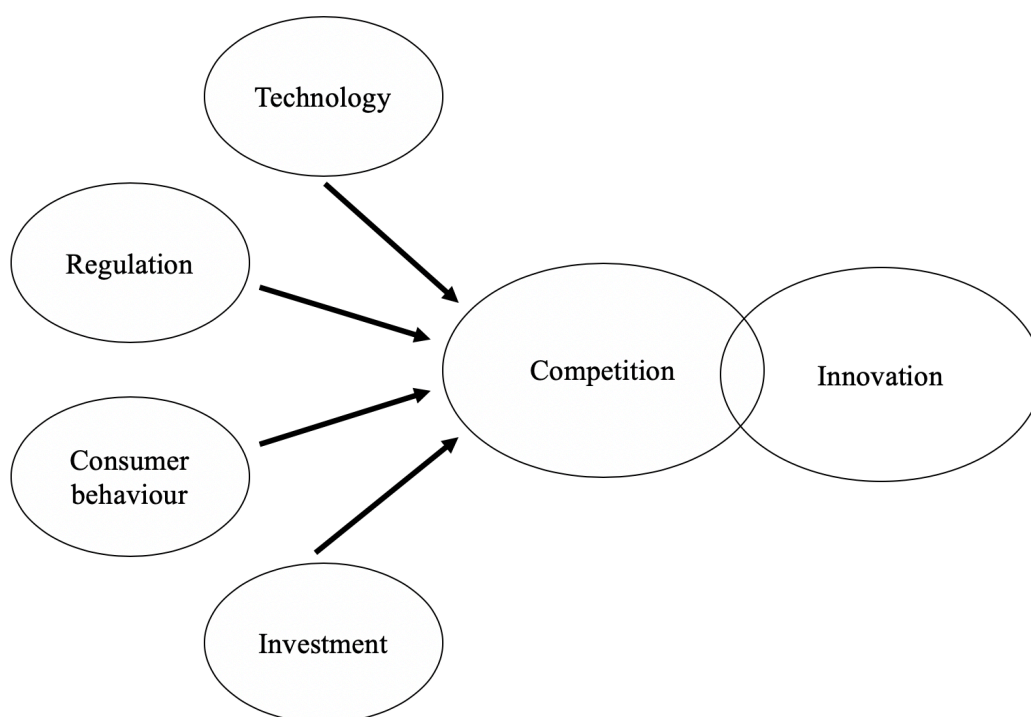 Technology
Regulation
Competition
Innovation
Consumer
behaviour
Investment